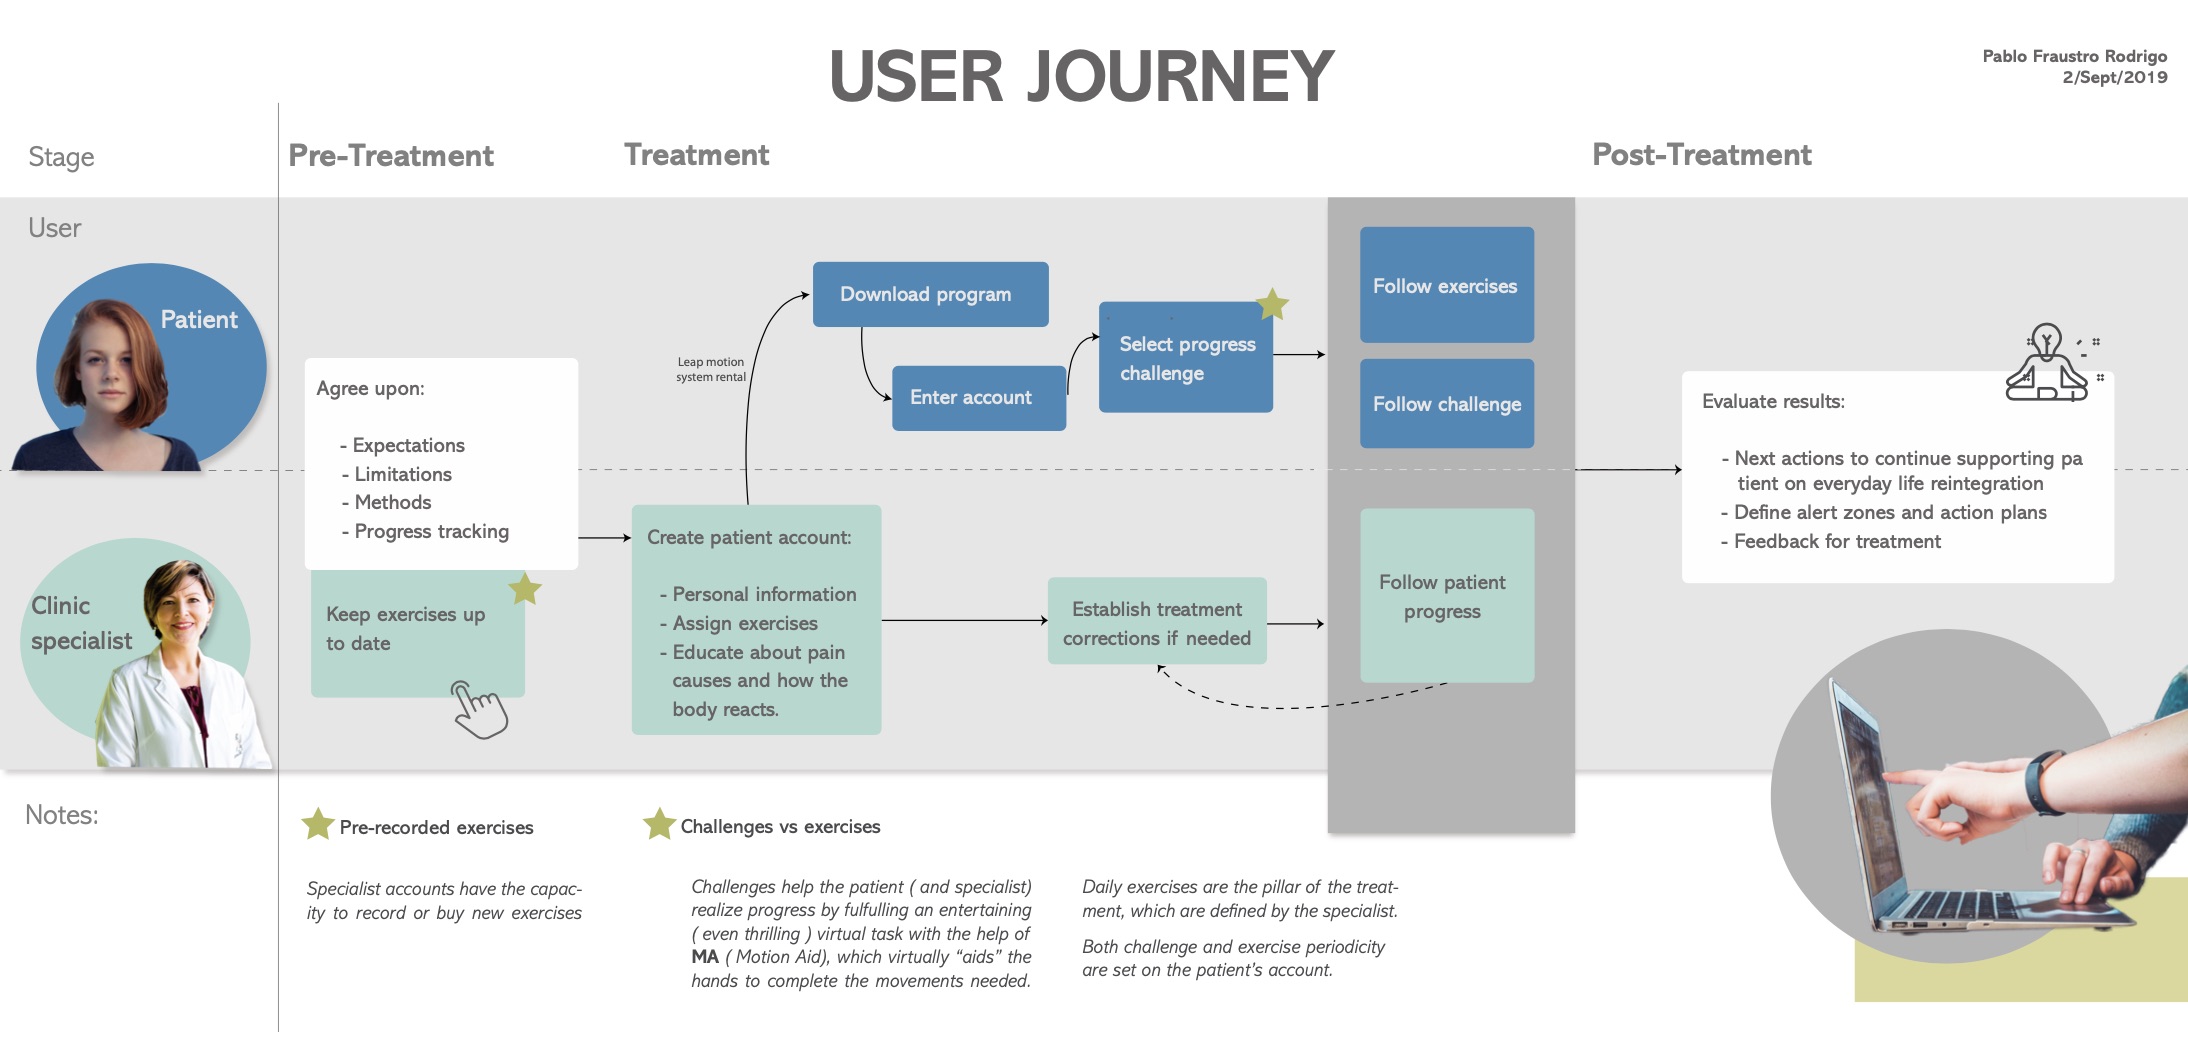 USER JOURNEY
Pablo Fraustro Rodrigo
2/Sept/2019
Stage
Pre-Treatment
Treatment
Post-Treatment
User
Patient
Clinic
specialist
Agree upon:
- Expectations
- Limitations
- Methods
- Progress tracking
Keep exercises up
to date
Create patient account:
- Personal information
- Assign exercises
- Educate about pain
causes and how the
body reacts.
Leap motion
system rental
Download program
Enter account
Select progress
challenge
Establish treatment
corrections if needed
Follow exercises
Follow challenge
Follow patient
progress
Evaluate results:
- Next actions to continue supporting pa
tient on everyday life reintegration
- Define alert zones and action plans
- Feedback for treatment
Notes:
Pre-recorded exercises
Specialist accounts have the capac-
ity to record or buy new exercises
Challenges vs exercises
Challenges help the patient ( and specialist)
realize progress by fulfulling an entertaining
( even thrilling ) virtual task with the help of
MA ( Motion Aid), which virtually “aids” the
hands to complete the movements needed.
Daily exercises are the pillar of the treat-
ment, which are defined by the specialist.
Both challenge and exercise periodicity
are set on the patient’s account.